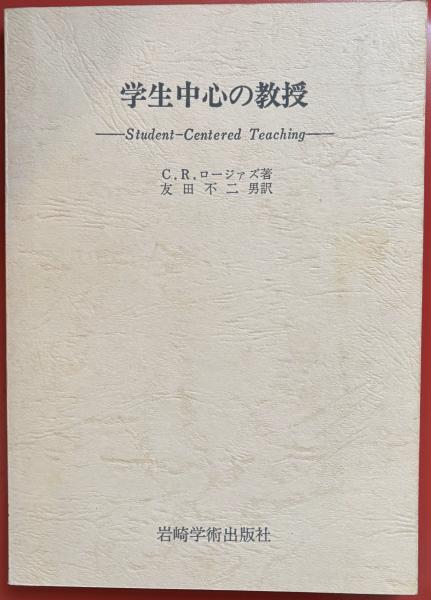 学生中心の教授
—Student-Centered Teaching—
C.R.ロージァズ著
友田不二男訳
岩崎学術出版社